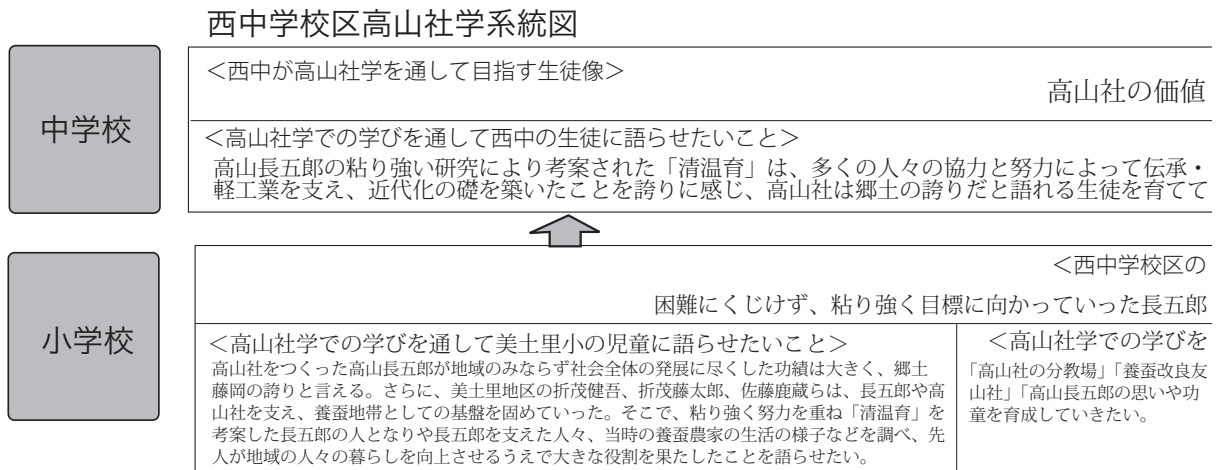 西中学校区高山社学系統図
中学校
＜西中が高山社学を通して目指す生徒像＞
高山社の価値
＜高山社学での学びを通して西中の生徒に語らせたいこと＞
高山長五郎の粘り強い研究により考案された「清温育」は、多くの人々の協力と努力によって伝承・
軽工業を支え、近代化の礎を築いたことを誇りに感じ、高山社は郷土の誇りだと語れる生徒を育てて
小学校
＜西中学校区の
困難にくじけず、粘り強く目標に向かっていった長五郎
＜高山社学での学びを通して美土里小の児童に語らせたいこと＞
高山社をつくった高山長五郎が地域のみならず社会全体の発展に尽くした功績は大きく、郷土
藤岡の誇りと言える。さらに、美土里地区の折茂健吾、折茂藤太郎、佐藤鹿蔵らは、長五郎や高
山社を支え、養蚕地帯としての基盤を固めていった。そこで、粘り強く努力を重ね「清温育」を
考案した長五郎の人となりや長五郎を支えた人々、当時の養蚕農家の生活の様子などを調べ、先
人が地域の人々の暮らしを向上させるうえで大きな役割を果たしたことを語らせたい。
＜高山社学での学びを
「高山社の分教場」「養蚕改良友
山社」「高山長五郎の思いや功
童を育成していきたい。